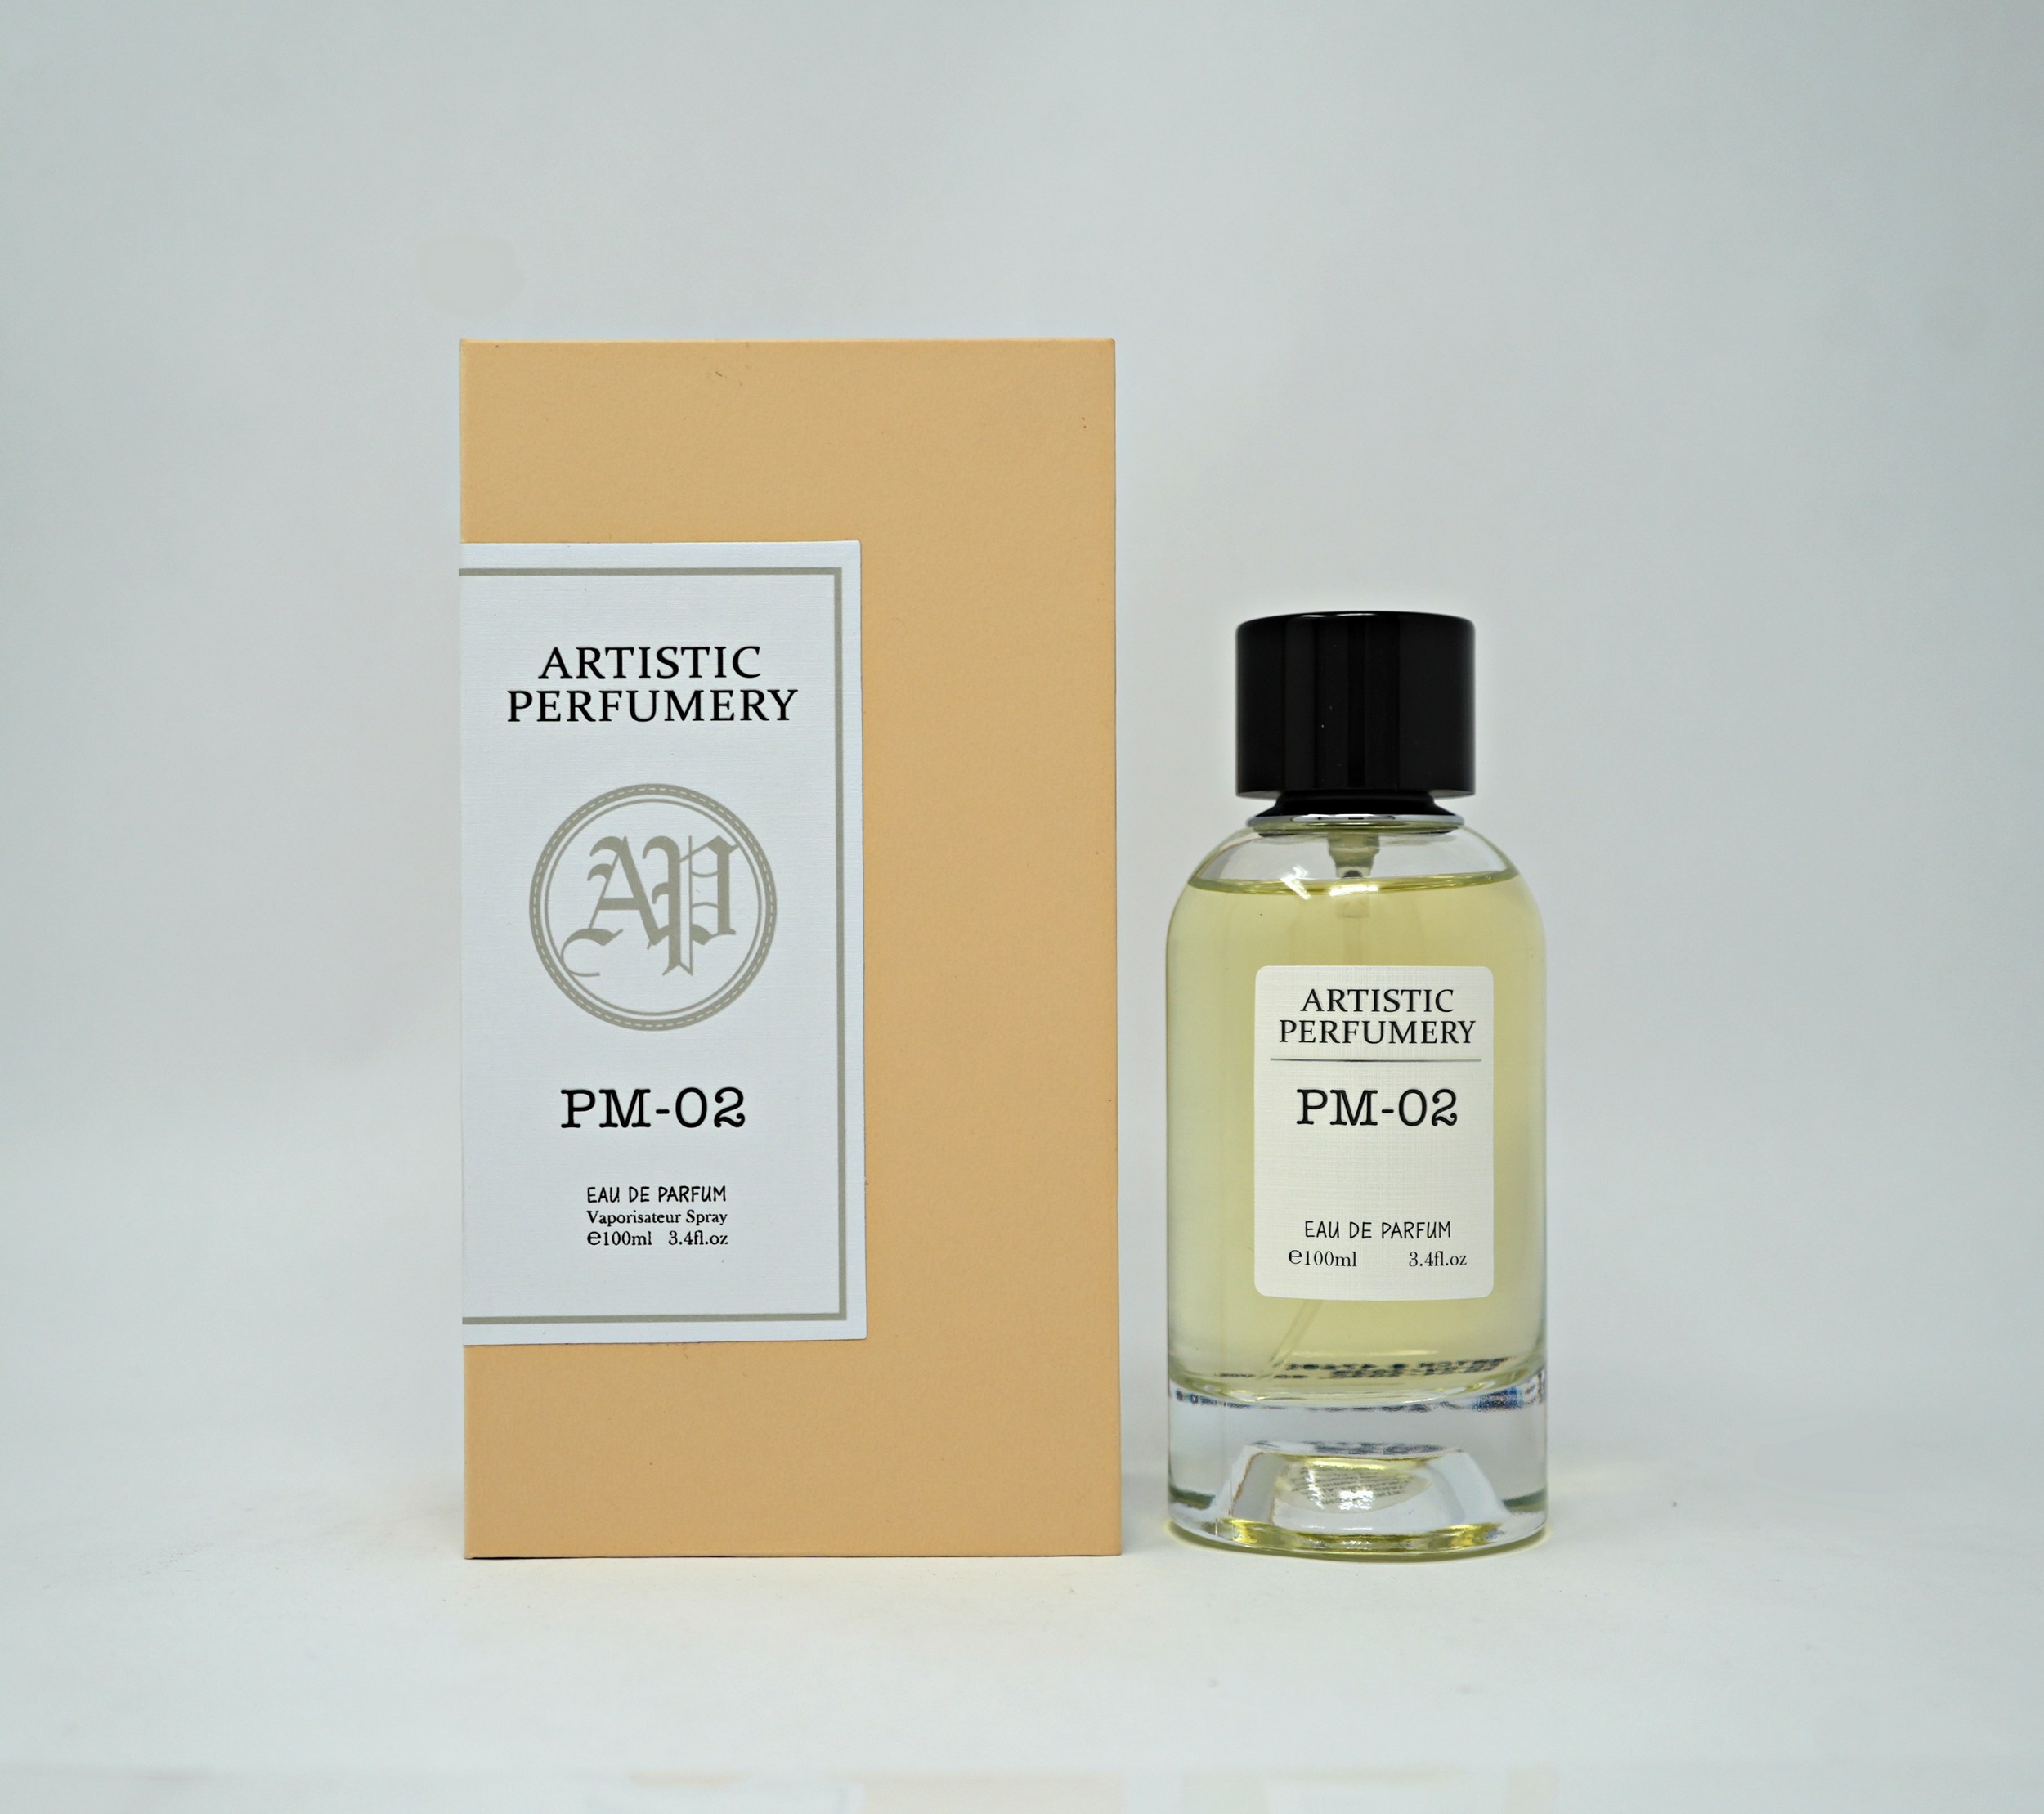 ARTISTIC
PERFUMERY
AP
PM-02
EAU DE PARFUM
Vaporisateur Spray
℮100ml 3.4fl.oz
ARTISTIC
PERFUMERY
PM-02
EAU DE PARFUM
℮100ml 3.4fl.oz